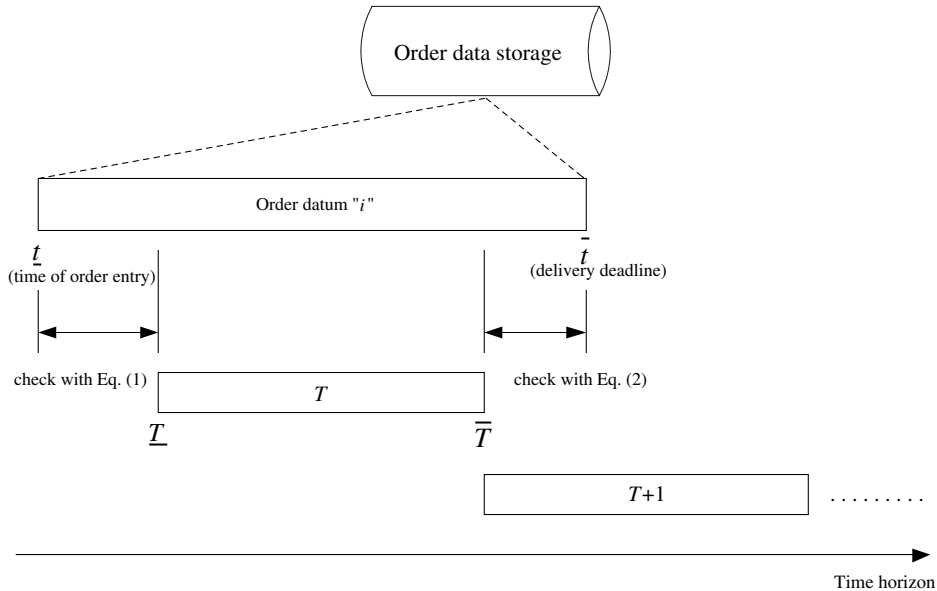 Order data storage
Order datum "i"
t̲ t̄
(time of order entry) (delivery deadline)
check with Eq. (1) T check with Eq. (2)
T̲ T̄
T+1 .........
Time horizon